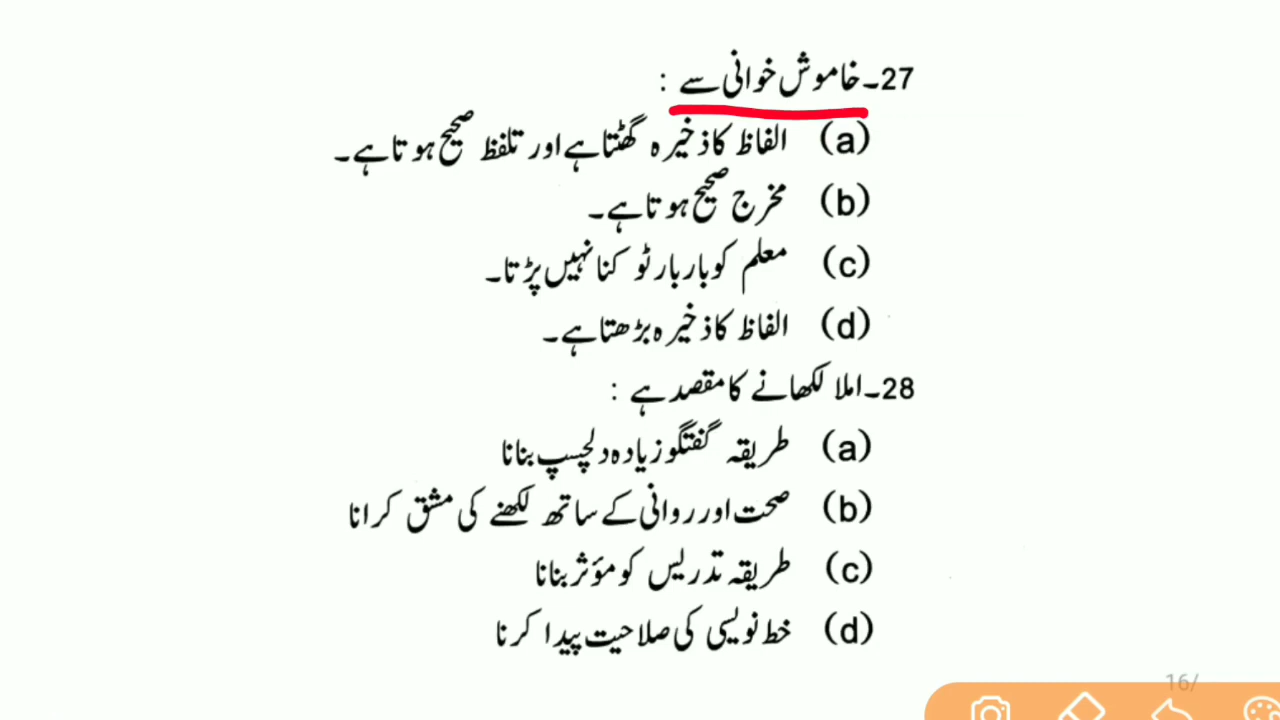 27۔خاموش خوانی سے :
(a) الفاظ کا ذخیرہ گھٹتا ہے اور تلفظ صحیح ہوتا ہے۔
(b) مخرج صحیح ہوتا ہے۔
(c) معلم کو بار بار ٹوکنا نہیں پڑتا۔
(d) الفاظ کا ذخیرہ بڑھتا ہے۔
28۔املا لکھانے کا مقصد ہے :
(a) طریقہ گفتگو زیادہ دلچسپ بنانا
(b) صحت اور روانی کے ساتھ لکھنے کی مشق کرانا
(c) طریقہ تدریس کو مؤثر بنانا
(d) خط نویسی کی صلاحیت پیدا کرنا
16/